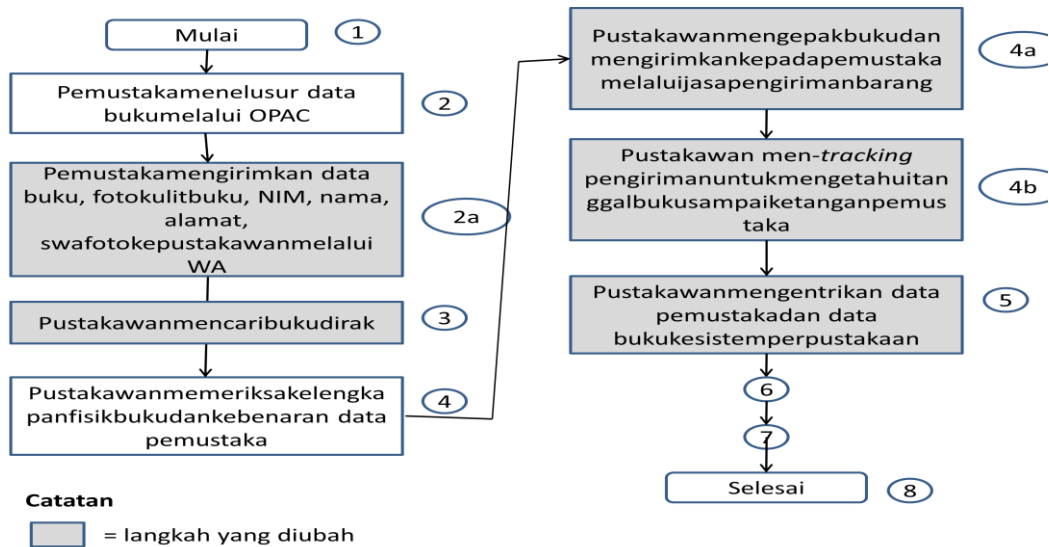 Mulai
1
Pemustakamenelusur data
bukumelalui OPAC
2
Pemustakamengirimkan data
buku, fotokulitbuku, NIM, nama,
alamat,
swafotokepustakawanmelalui
WA
2a
Pustakawanmencaribukudirak
3
Pustakawanmemeriksakelengka
panfisikbukudankebenaran data
pemustaka
4
Pustakawanmengepakbukudan
mengirimkankepadapemustaka
melaluijasapengirimanbarang
4a
Pustakawan men-tracking
pengirimanuntukmengetahuitan
ggalbukusampaiketanganpemus
taka
4b
Pustakawanmengentrikan data
pemustakadan data
bukukesistemperpustakaan
5
6
7
Selesai
8
Catatan
= langkah yang diubah